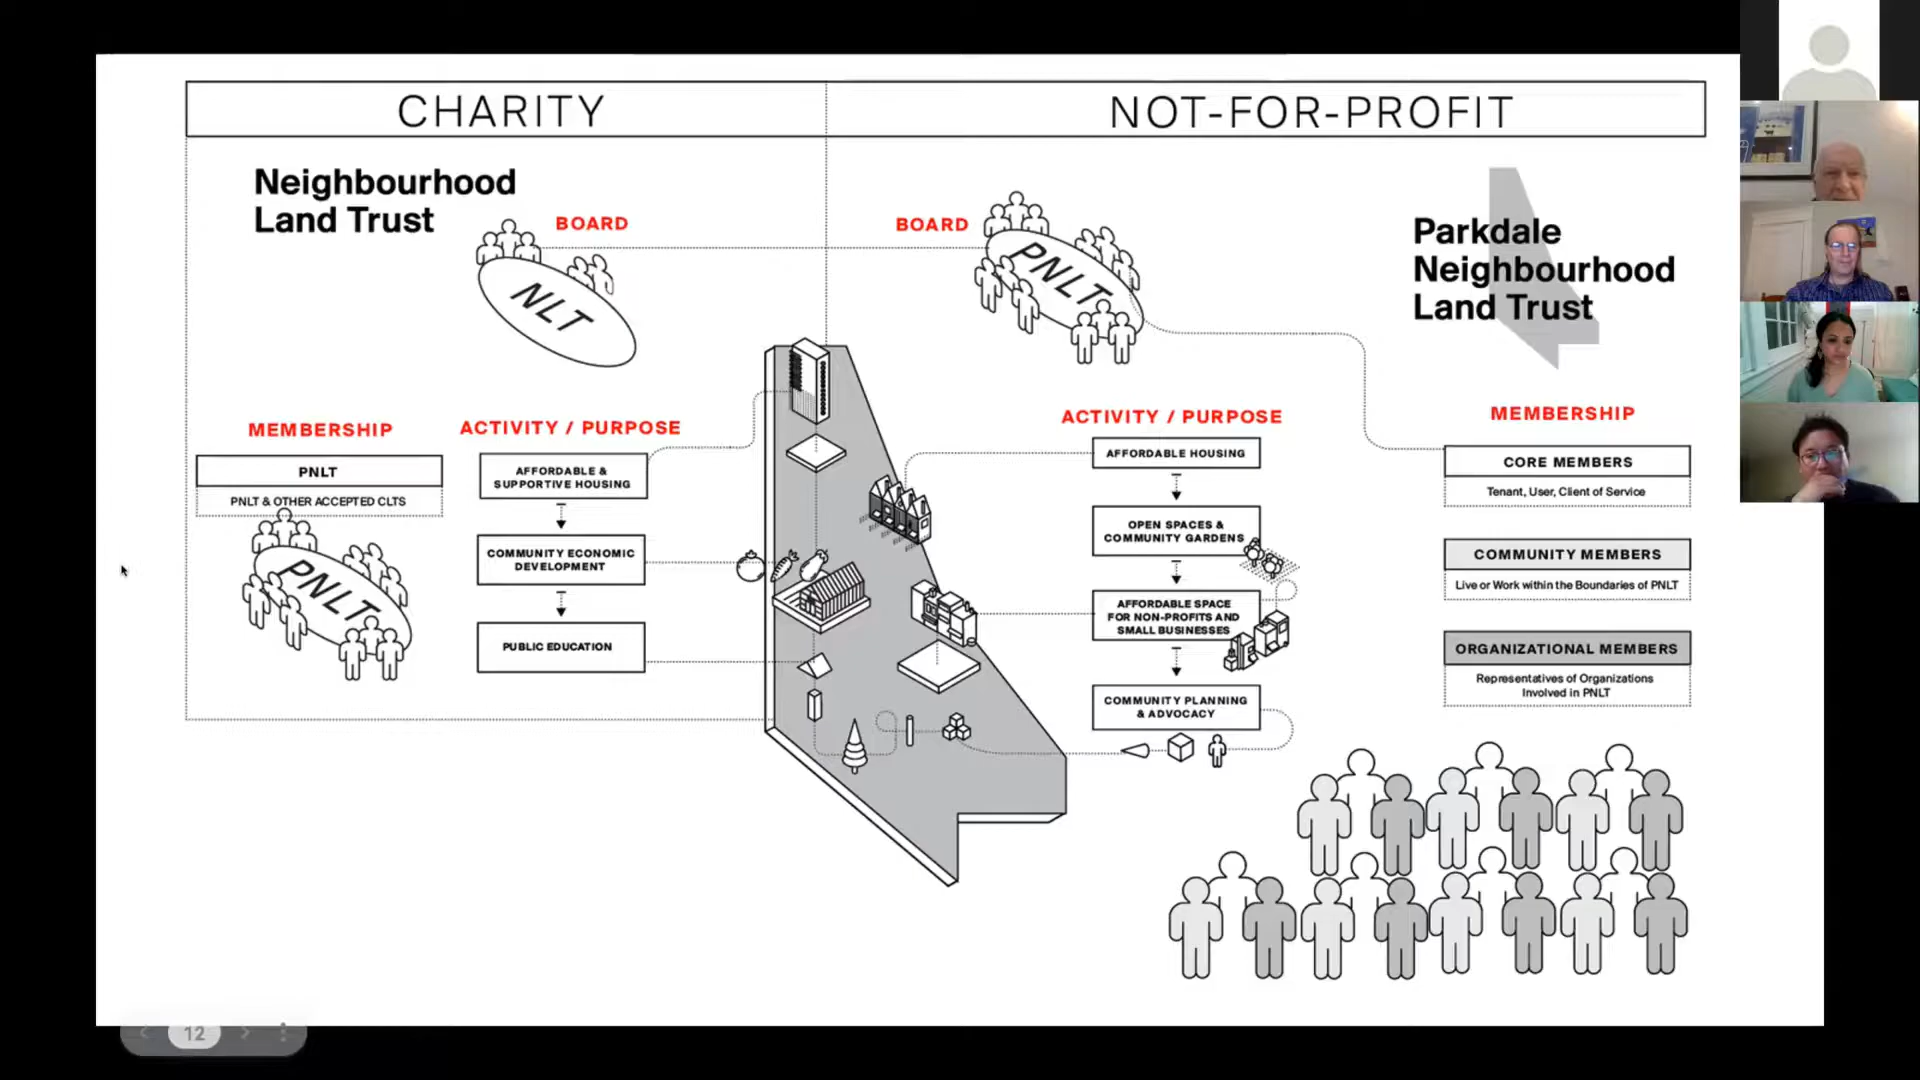 CHARITY
NOT-FOR-PROFIT
Neighbourhood
Land Trust
BOARD
NLT
MEMBERSHIP
PNLT
PNLT & OTHER ACCEPTED CLTS
PNLT
ACTIVITY / PURPOSE
AFFORDABLE &
SUPPORTIVE HOUSING
COMMUNITY ECONOMIC
DEVELOPMENT
PUBLIC EDUCATION
BOARD
PNLT
Parkdale
Neighbourhood
Land Trust
ACTIVITY / PURPOSE
AFFORDABLE HOUSING
OPEN SPACES &
COMMUNITY GARDENS
AFFORDABLE SPACE
FOR NON-PROFITS AND
SMALL BUSINESSES
COMMUNITY PLANNING
& ADVOCACY
MEMBERSHIP
CORE MEMBERS
Tenant, User, Client of Service
COMMUNITY MEMBERS
Live or Work within the Boundaries of PNLT
ORGANIZATIONAL MEMBERS
Representatives of Organizations
Involved in PNLT
12